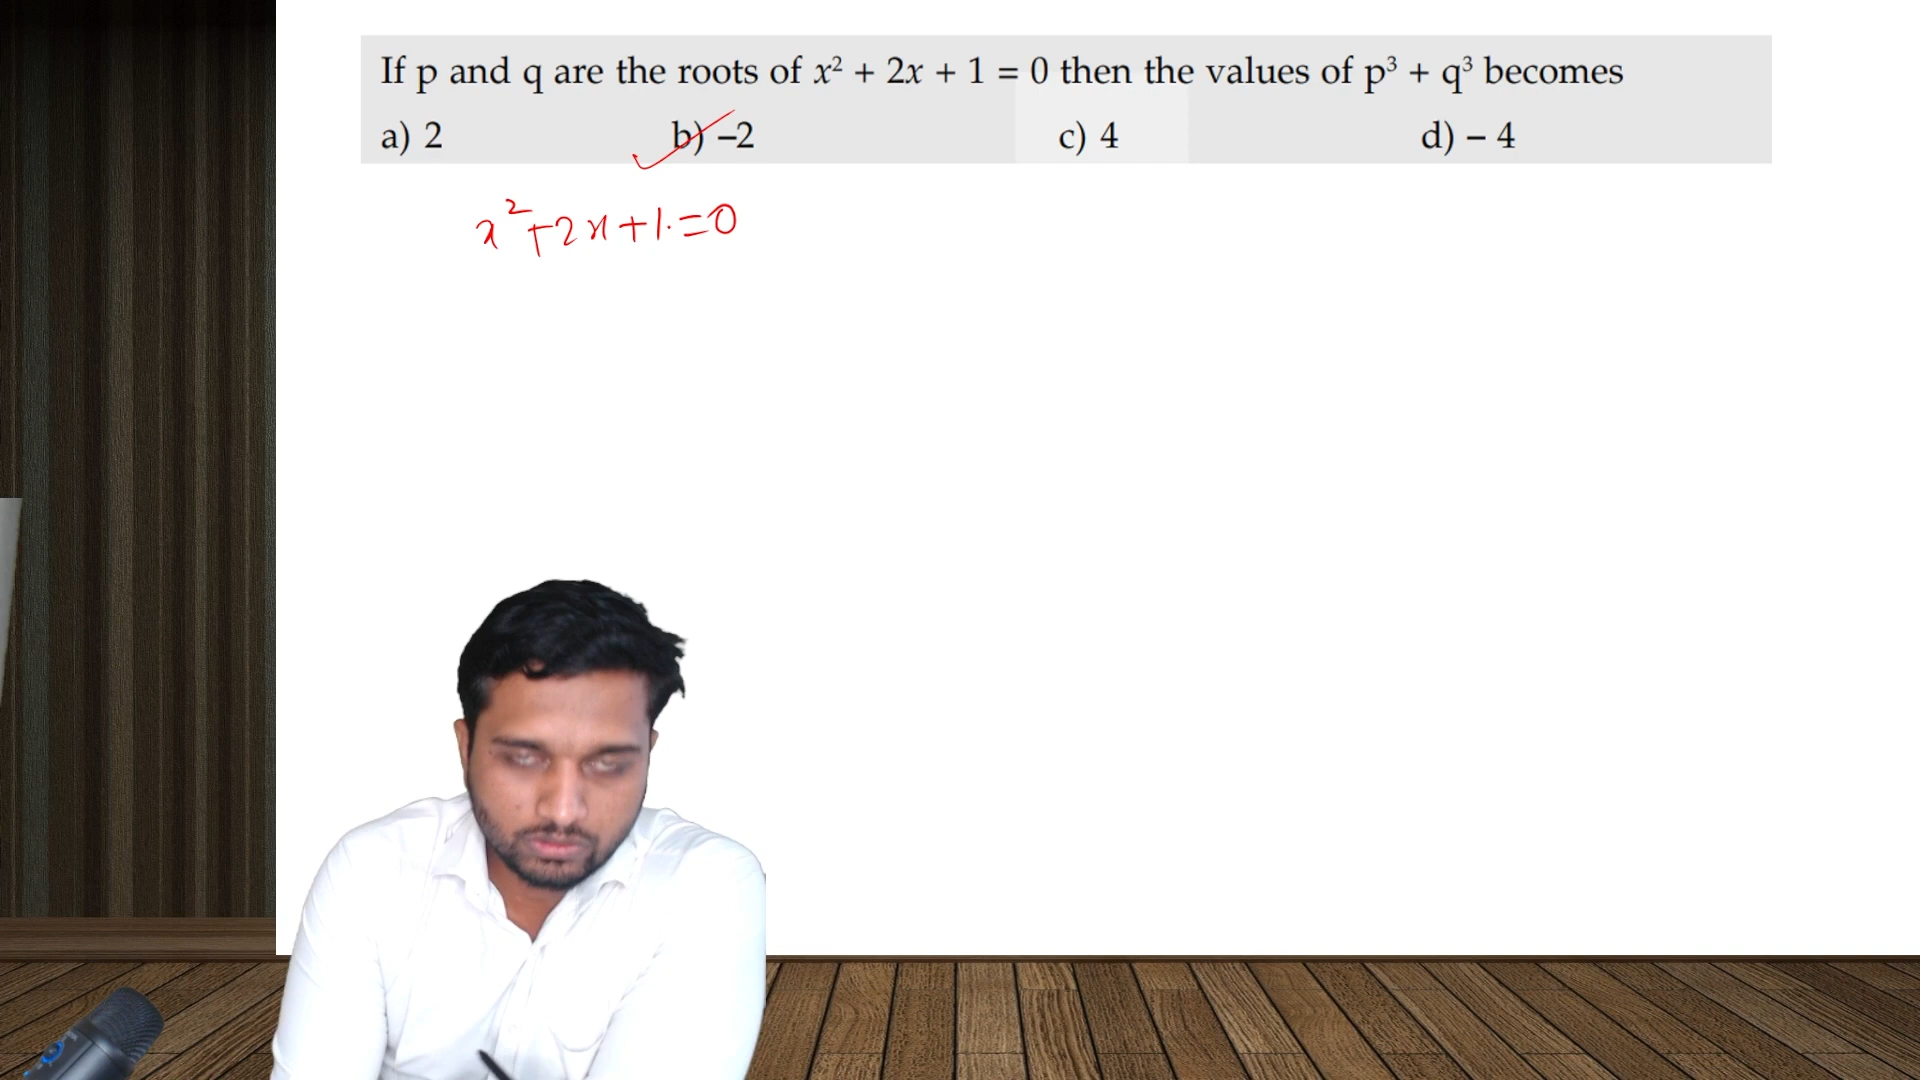 If p and q are the roots of x² + 2x + 1 = 0 then the values of p³ + q³ becomes
a) 2 b) –2 c) 4 d) – 4
x²+2x+1.=0